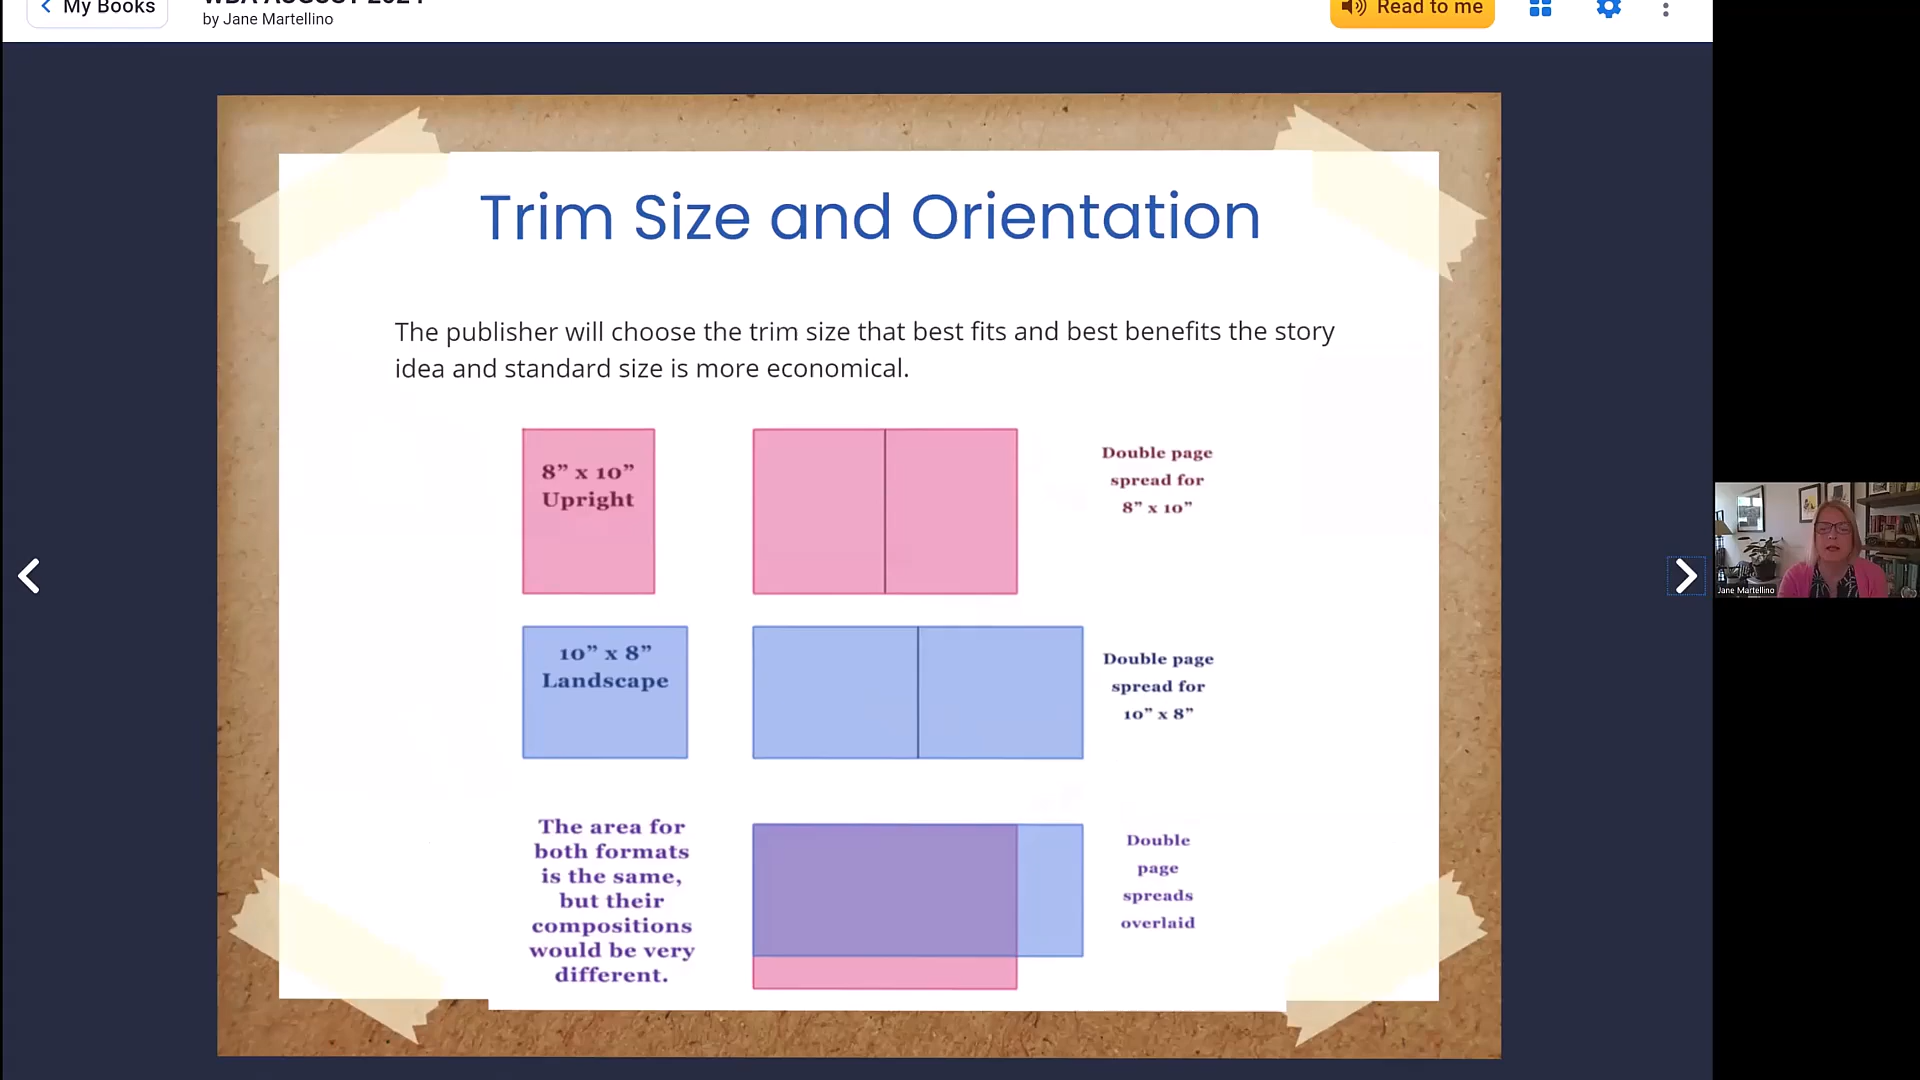 My Books
by Jane Martellino
Read to me
Trim Size and Orientation
The publisher will choose the trim size that best fits and best benefits the story
idea and standard size is more economical.
8” x 10”
Upright
Double page
spread for
8” x 10”
10” x 8”
Landscape
Double page
spread for
10” x 8”
The area for
both formats
is the same,
but their
compositions
would be very
different.
Double
page
spreads
overlaid
Jane Martellino